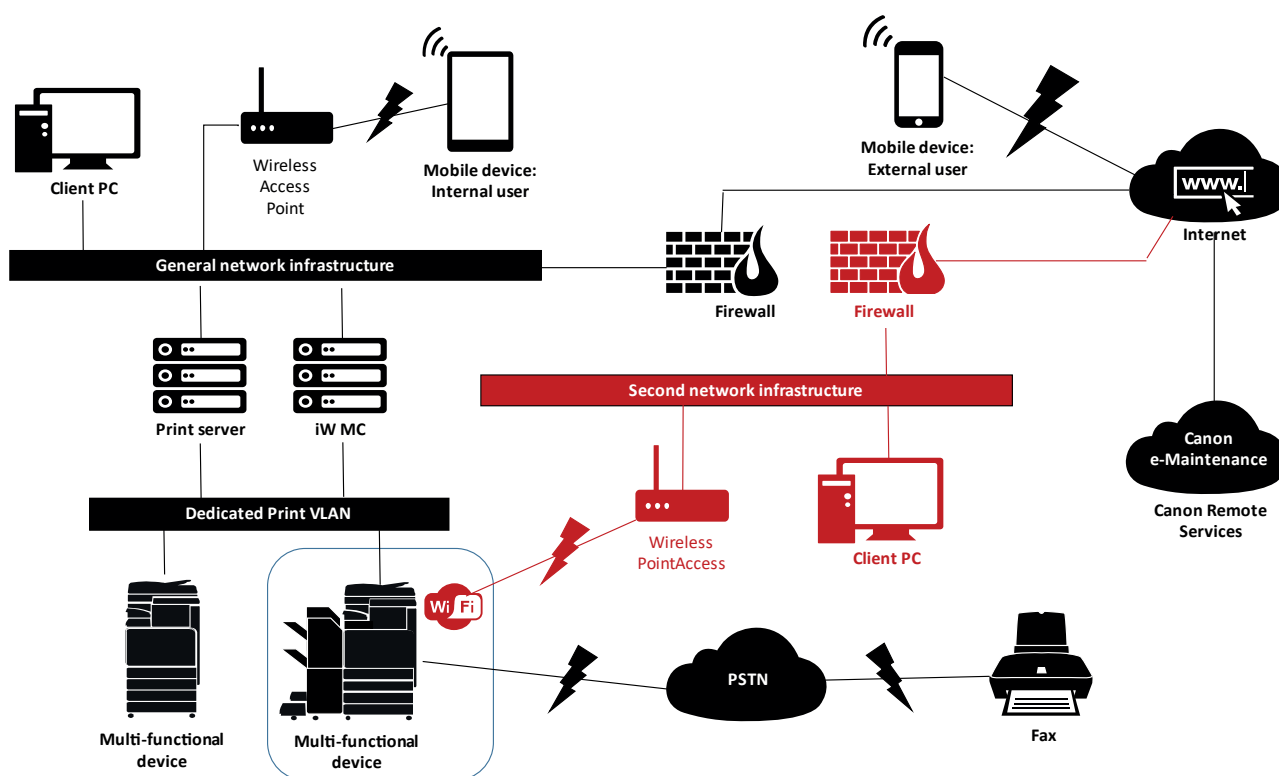 Client PC
Wireless
Access
Point
Mobile device:
Internal user
Mobile device:
External user
www.
Internet
General network infrastructure
Firewall
Firewall
Print server
iW MC
Second network infrastructure
Canon
e-Maintenance
Canon Remote
Services
Dedicated Print VLAN
Wireless
PointAccess
Client PC
Wi Fi
Multi-functional
device
Multi-functional
device
PSTN
Fax